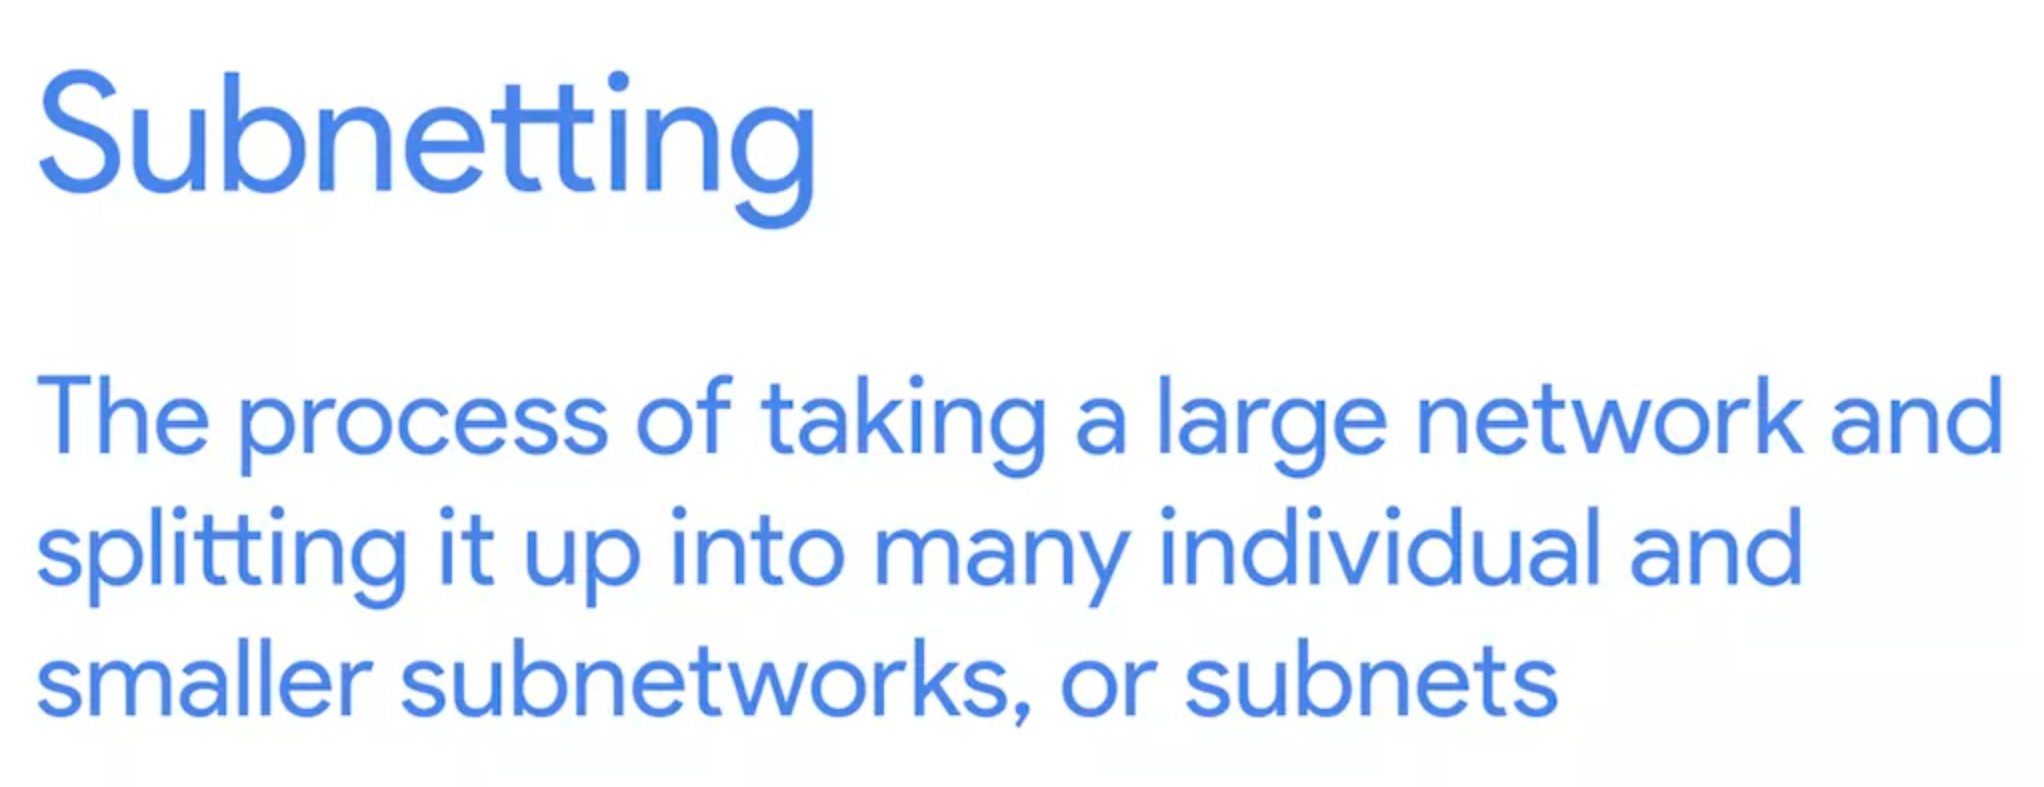 Subnetting
The process of taking a large network and
splitting it up into many individual and
smaller subnetworks, or subnets